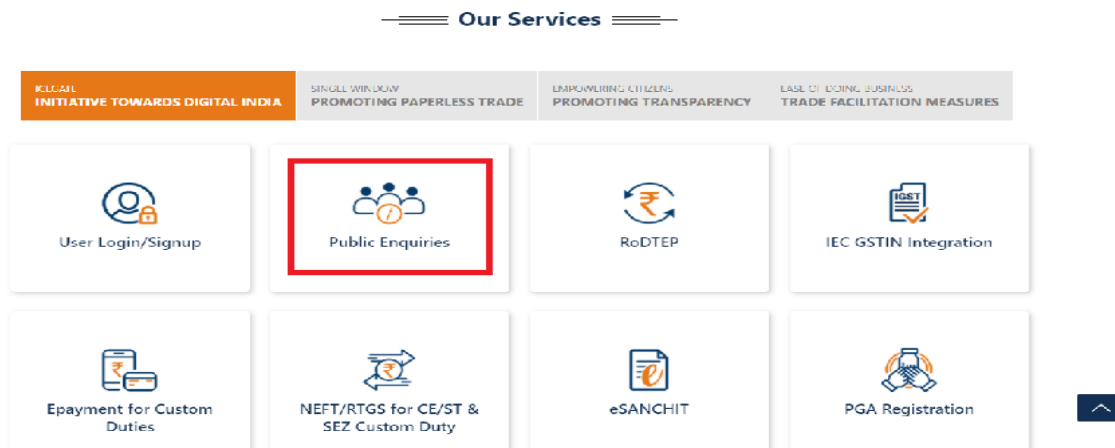 Our Services
ICEGATE
INITIATIVE TOWARDS DIGITAL INDIA
SINGLE WINDOW
PROMOTING PAPERLESS TRADE
EMPOWERING CITIZENS
PROMOTING TRANSPARENCY
EASE OF DOING BUSINESS
TRADE FACILITATION MEASURES
User Login/Signup
Public Enquiries
RoDTEP
IGST
IEC GSTIN Integration
Epayment for Custom
Duties
NEFT/RTGS for CE/ST &
SEZ Custom Duty
eSANCHIT
PGA Registration